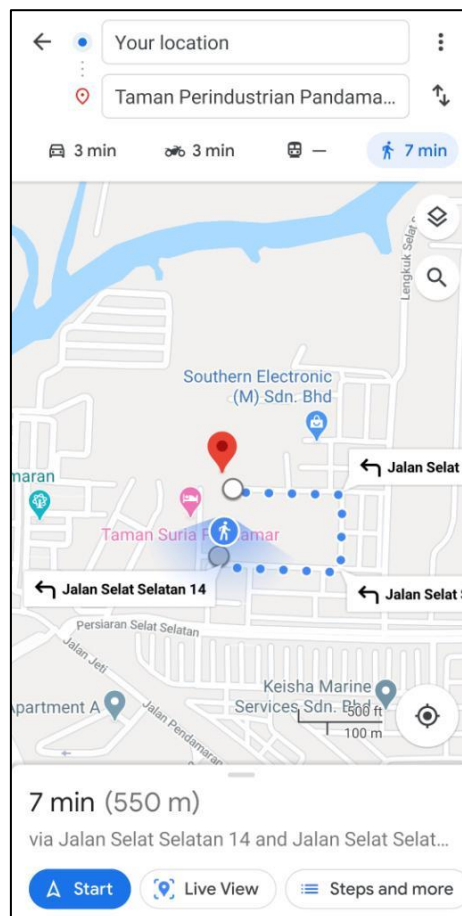 Your location
Taman Perindustrian Pandama...
3 min
3 min
—
7 min
Lengkuk Selat S
Southern Electronic
(M) Sdn. Bhd
Jalan Selat
maran
Taman Suria P damar
Jalan Selat Selatan 14
Jalan Selat S
Persiaran Selat Selatan
Jalan Jeti
Jalan Pendamaran
Apartment A
Keisha Marine
Services Sdn. Bhd
500 ft
100 m
7 min (550 m)
via Jalan Selat Selatan 14 and Jalan Selat Selat...
Start
Live View
Steps and more